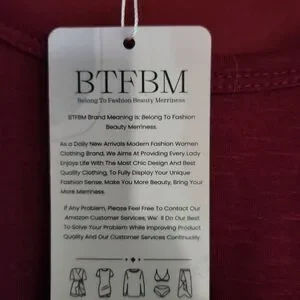 BTFBM
Belong To Fashion Beauty Merriness
BTFBM Brand Meaning is: Belong To Fashion
Beauty Merriness.
As a Daily New Arrivals Modern Fashion Women
Clothing Brand, We Aims At Providing Every Lady
Enjoys Life With The Most Chic Design And Best
Quality Clothing, To Fully Display Your Unique
Fashion Sense, Make You More Beauty, Bring Your
More Merriness.
If Any Problem, Please Feel Free To Contact Our
Amazon Customer Services, We' ll Do Our Best
To Solve Your Problem While Improving Product
Quality And Our Customer Services Continually.